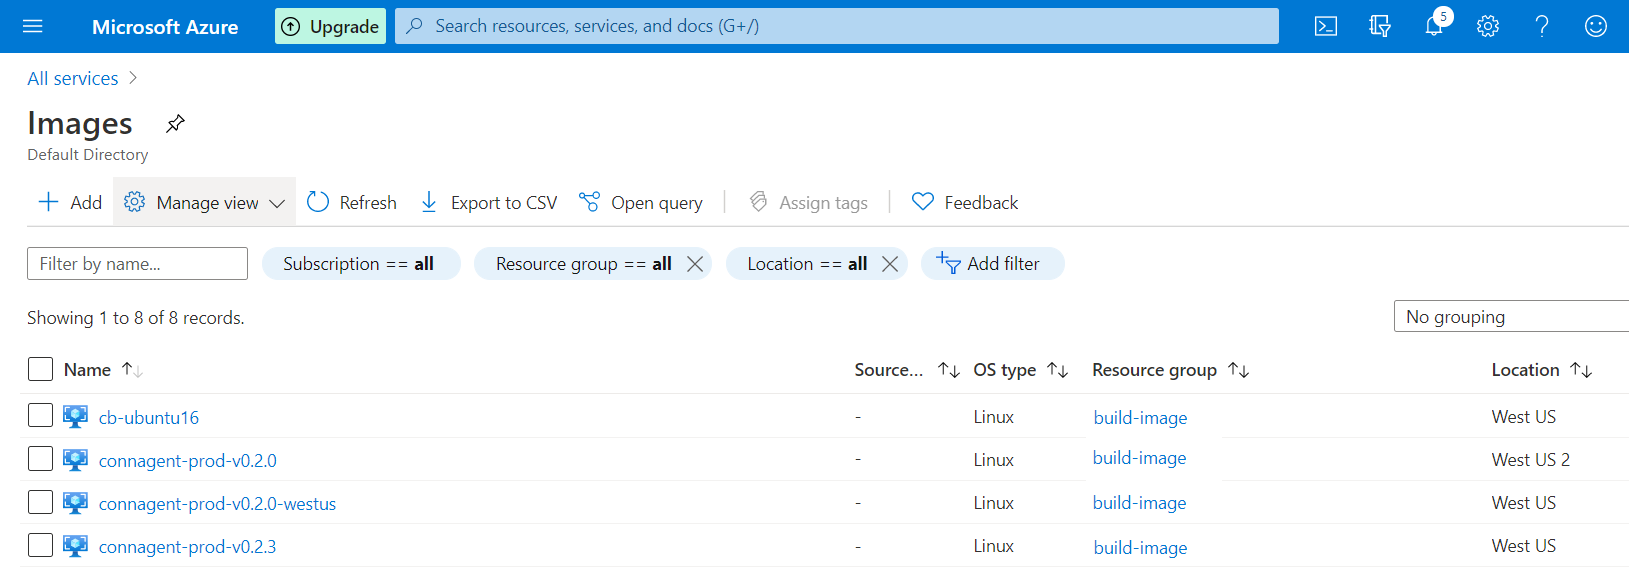 Microsoft Azure Upgrade Search resources, services, and docs (G+/) 5
All services
Images
Default Directory
Add Manage view Refresh Export to CSV Open query Assign tags Feedback
Filter by name... Subscription == all Resource group == all Location == all Add filter
Showing 1 to 8 of 8 records. No grouping
Name Source... OS type Resource group Location
cb-ubuntu16 - Linux build-image West US
connagent-prod-v0.2.0 - Linux build-image West US 2
connagent-prod-v0.2.0-westus - Linux build-image West US
connagent-prod-v0.2.3 - Linux build-image West US